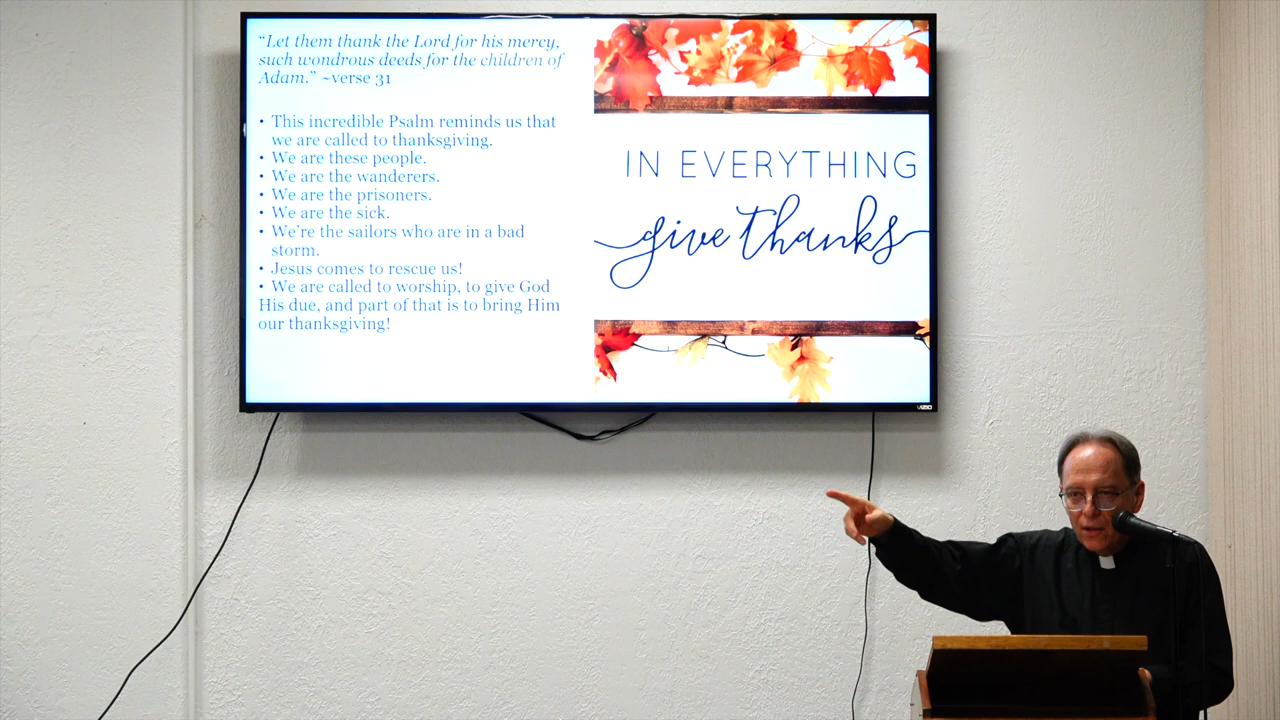 “Let them thank the Lord for his mercy,
such wondrous deeds for the children of
Adam.” ~verse 31
• This incredible Psalm reminds us that
we are called to thanksgiving.
• We are these people.
• We are the wanderers.
• We are the prisoners.
• We are the sick.
• We’re the sailors who are in a bad
storm.
• Jesus comes to rescue us!
• We are called to worship, to give God
His due, and part of that is to bring Him
our thanksgiving!
IN EVERYTHING
give thanks
VIZIO